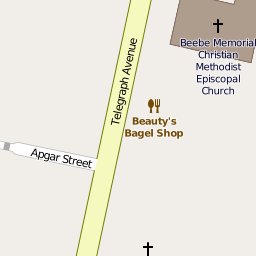 Beebe Memorial
Christian
Methodist
Episcopal
Church
Telegraph Avenue
Beauty's
Bagel Shop
Apgar Street